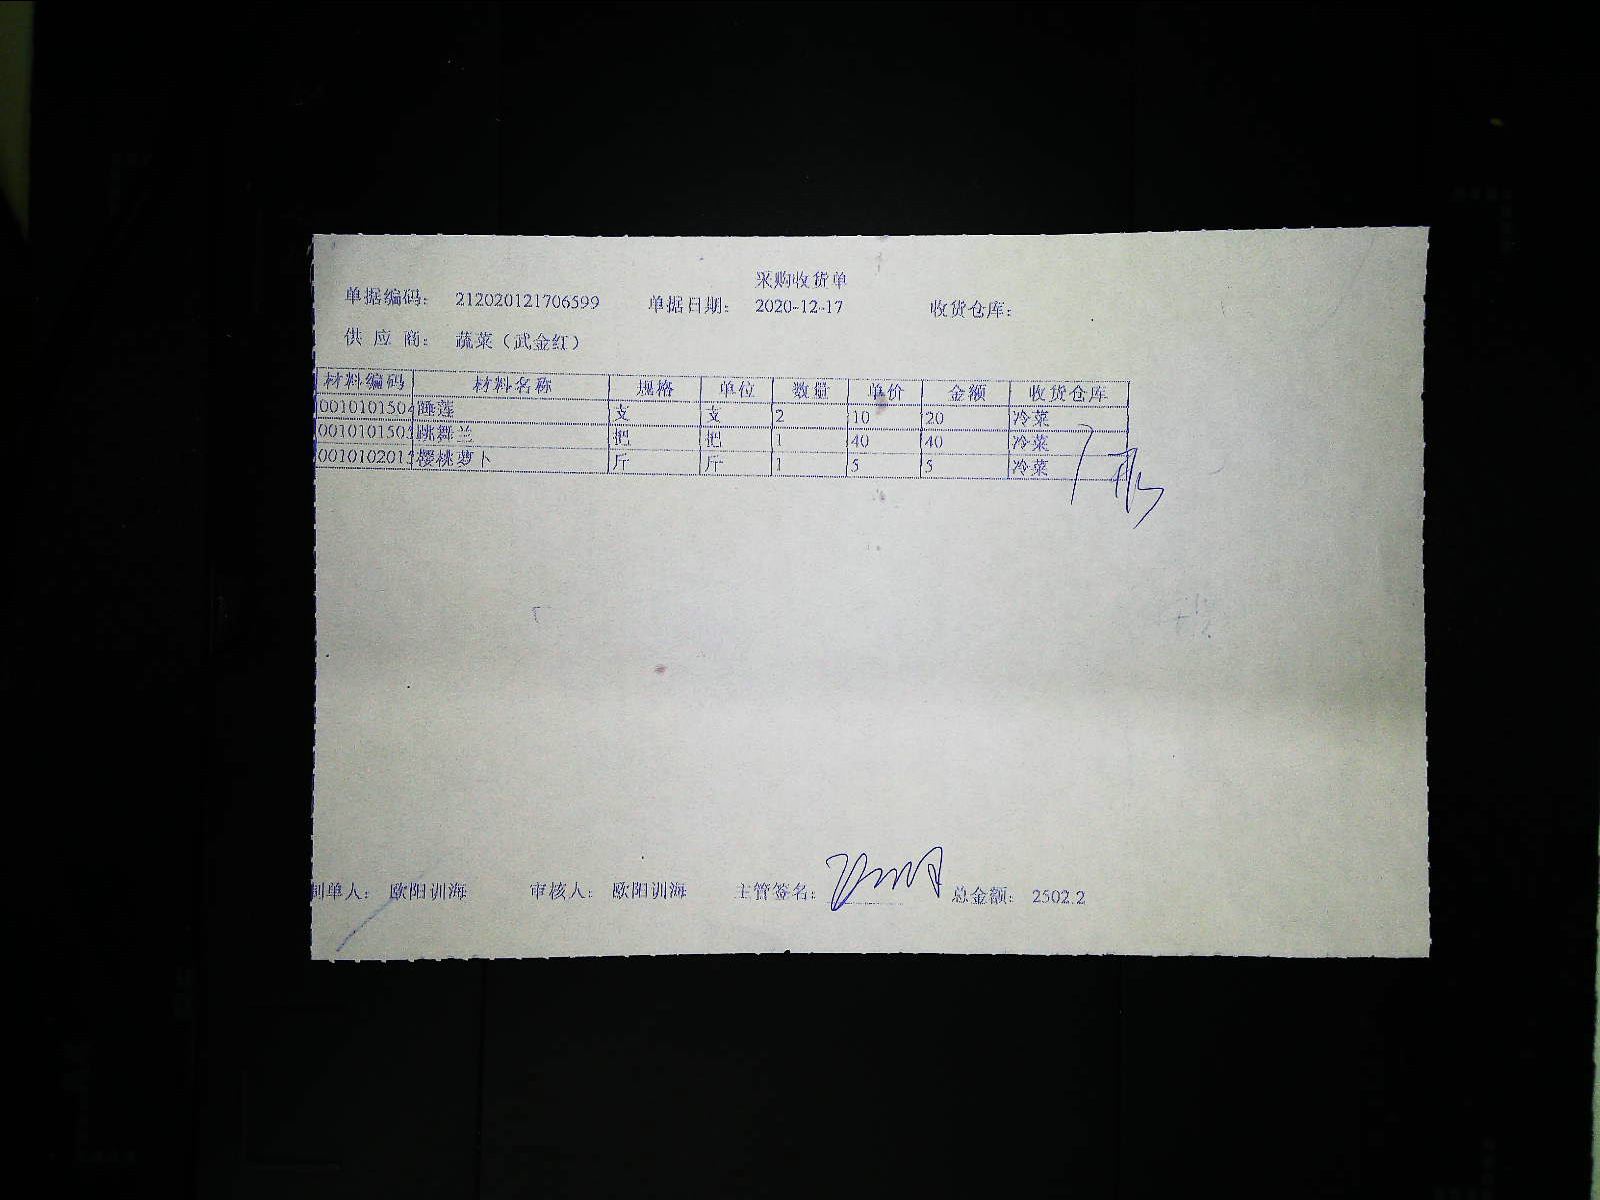 采购收货单
单据编码： 212020121706599 单据日期： 2020-12-17 收货仓库：
供 应 商： 蔬菜（武金红）
材料编码 材料名称 规格 单位 数量 单价 金额 收货仓库
001010150 睡莲 支 支 2 10 20 冷菜
001010150 跳舞兰 把 把 1 40 40 冷菜
001010201 樱桃萝卜 斤 斤 1 5 5 冷菜
制单人： 欧阳训海 审核人： 欧阳训海 主管签名： 总金额： 2502.2